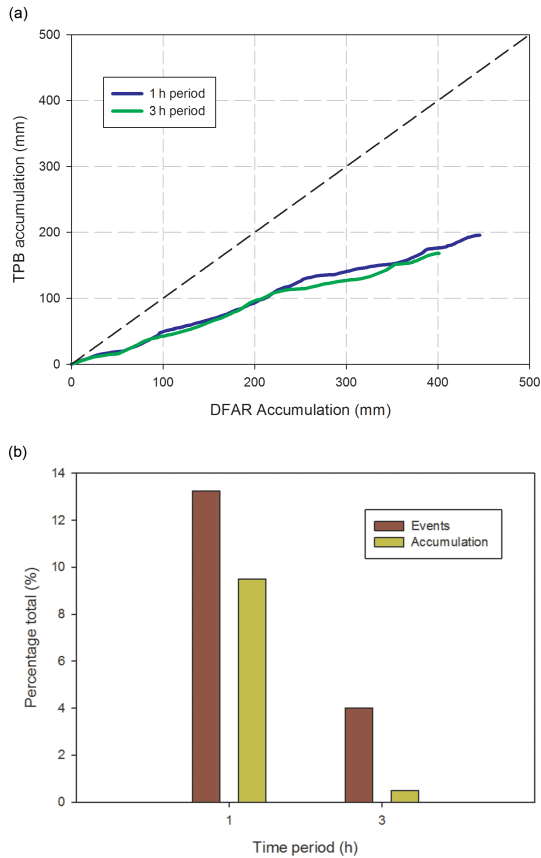 (a)
500
400
300
200
100
0
TPB accumulation (mm)
1 h period
3 h period
0 100 200 300 400 500
DFAR Accumulation (mm)
(b)
14
12
10
8
6
4
2
0
Percentage total (%)
Events
Accumulation
1 3
Time period (h)